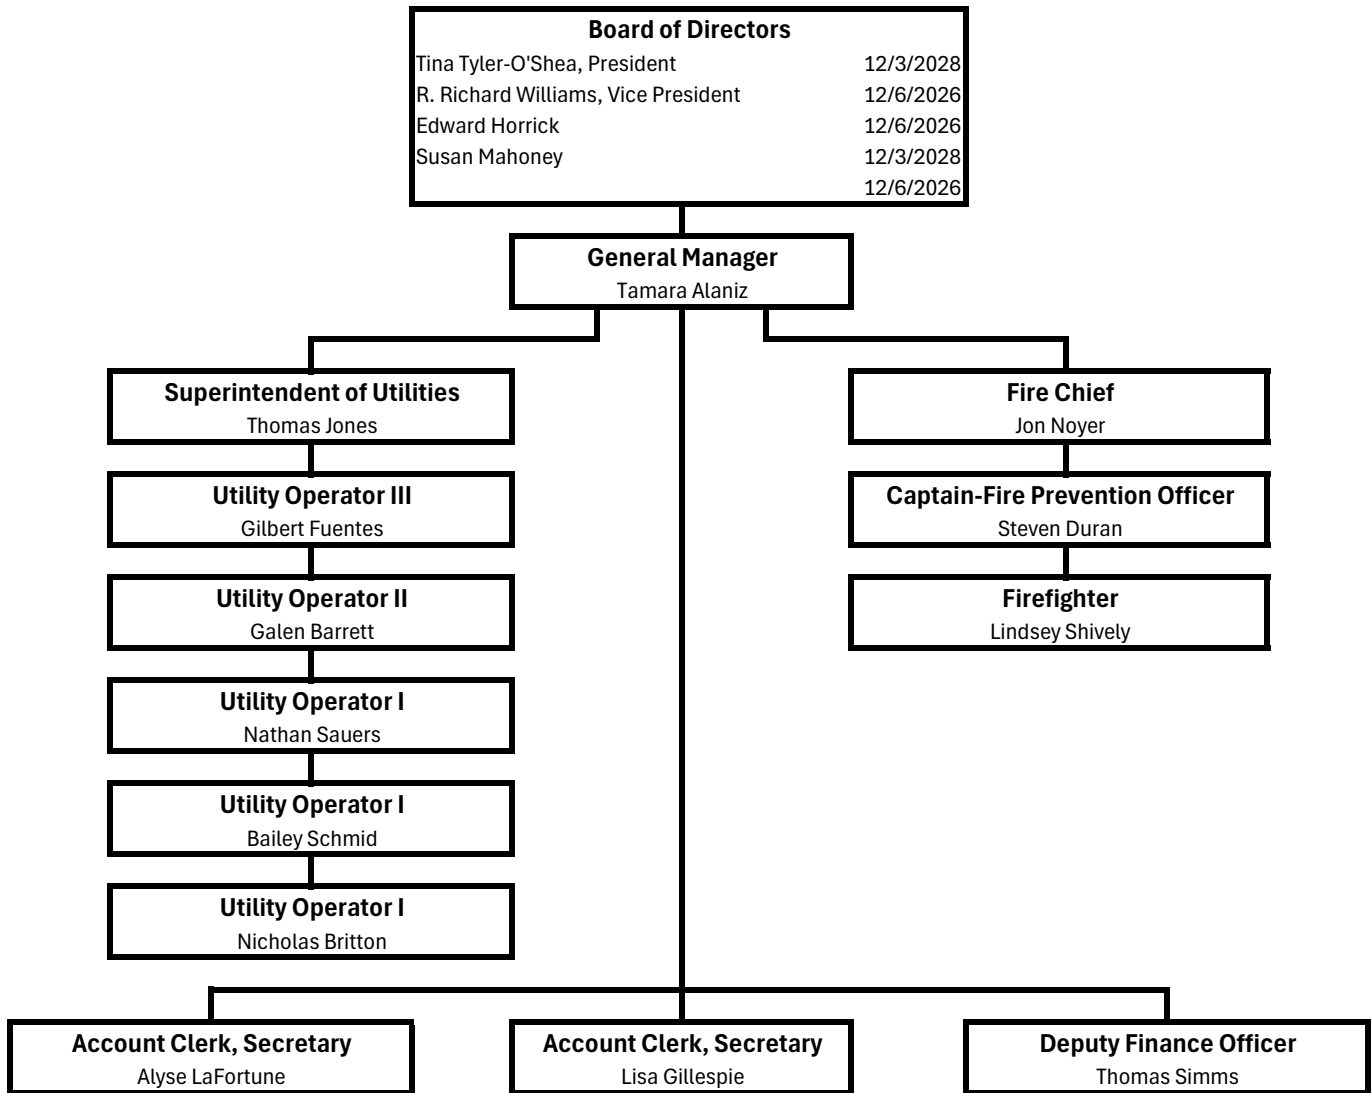 Board of Directors
Tina Tyler-O'Shea, President 12/3/2028
R. Richard Williams, Vice President 12/6/2026
Edward Horrick 12/6/2026
Susan Mahoney 12/3/2028
12/6/2026
General Manager
Tamara Alaniz
Superintendent of Utilities
Thomas Jones
Utility Operator III
Gilbert Fuentes
Utility Operator II
Galen Barrett
Utility Operator I
Nathan Sauers
Utility Operator I
Bailey Schmid
Utility Operator I
Nicholas Britton
Fire Chief
Jon Noyer
Captain-Fire Prevention Officer
Steven Duran
Firefighter
Lindsey Shively
Account Clerk, Secretary
Alyse LaFortune
Account Clerk, Secretary
Lisa Gillespie
Deputy Finance Officer
Thomas Simms